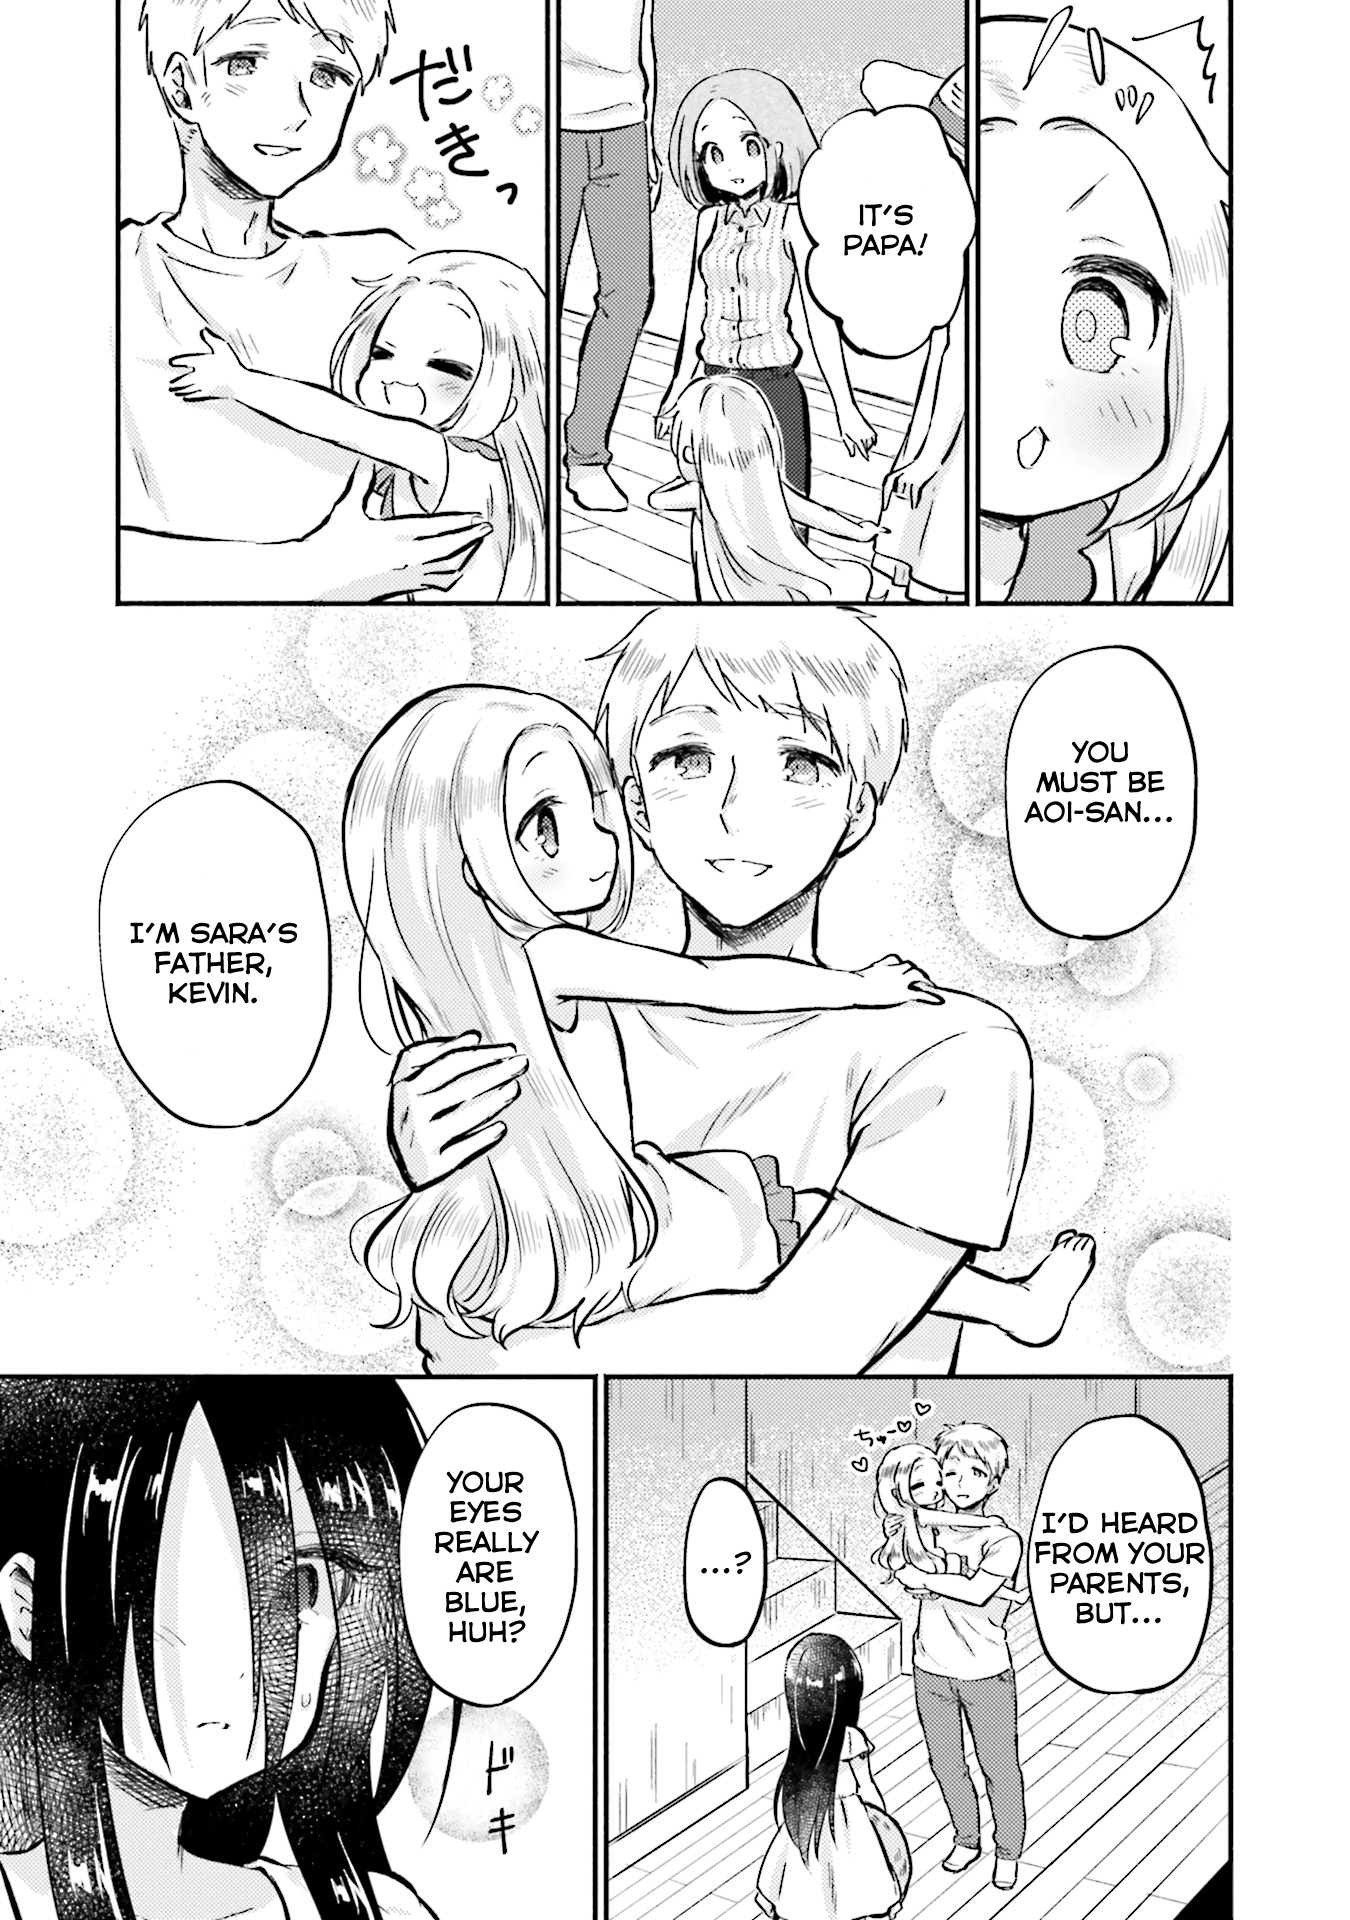 IT'S
PAPA!
だきっ
YOU
MUST BE
AOI-SAN...
I'M SARA'S
FATHER,
KEVIN.
ちゅー
I'D HEARD
FROM YOUR
PARENTS,
BUT...
...?
YOUR
EYES
REALLY
ARE
BLUE,
HUH?
ドキ